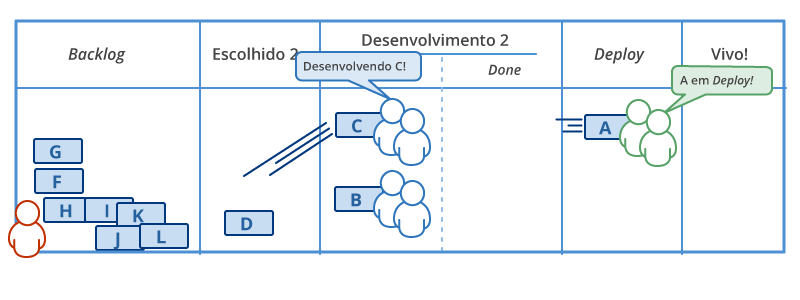 Backlog
Escolhido 2
Desenvolvimento 2
Done
Deploy
Vivo!
Desenvolvendo C!
A em Deploy!
C
A
G
F
B
H
I
K
D
J
L